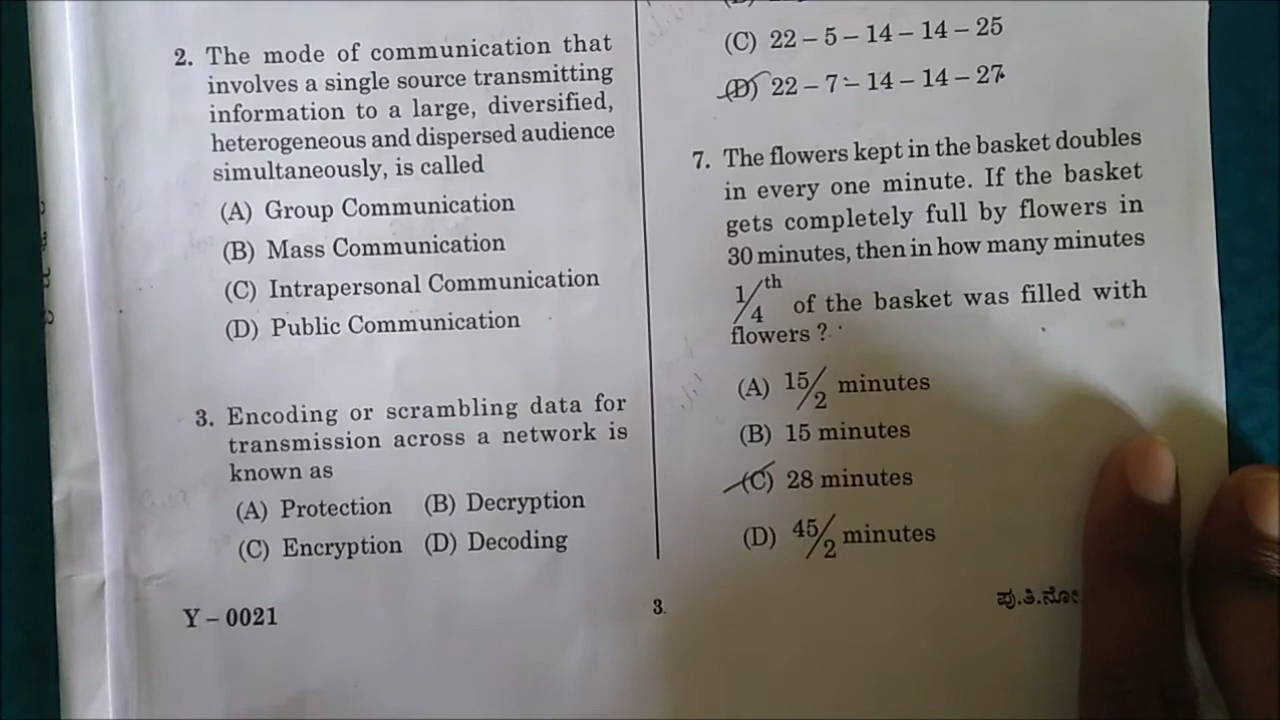 2. The mode of communication that
involves a single source transmitting
information to a large, diversified,
heterogeneous and dispersed audience
simultaneously, is called
(A) Group Communication
(B) Mass Communication
(C) Intrapersonal Communication
(D) Public Communication
3. Encoding or scrambling data for
transmission across a network is
known as
(A) Protection (B) Decryption
(C) Encryption (D) Decoding
(C) 22 – 5 – 14 – 14 – 25
(D) 22 – 7 – 14 – 14 – 27
7. The flowers kept in the basket doubles
in every one minute. If the basket
gets completely full by flowers in
30 minutes, then in how many minutes
1/4th of the basket was filled with
flowers ?
(A) 15/2 minutes
(B) 15 minutes
(C) 28 minutes
(D) 45/2 minutes
Y – 0021
3
ಪು.ತಿ.ನೋ